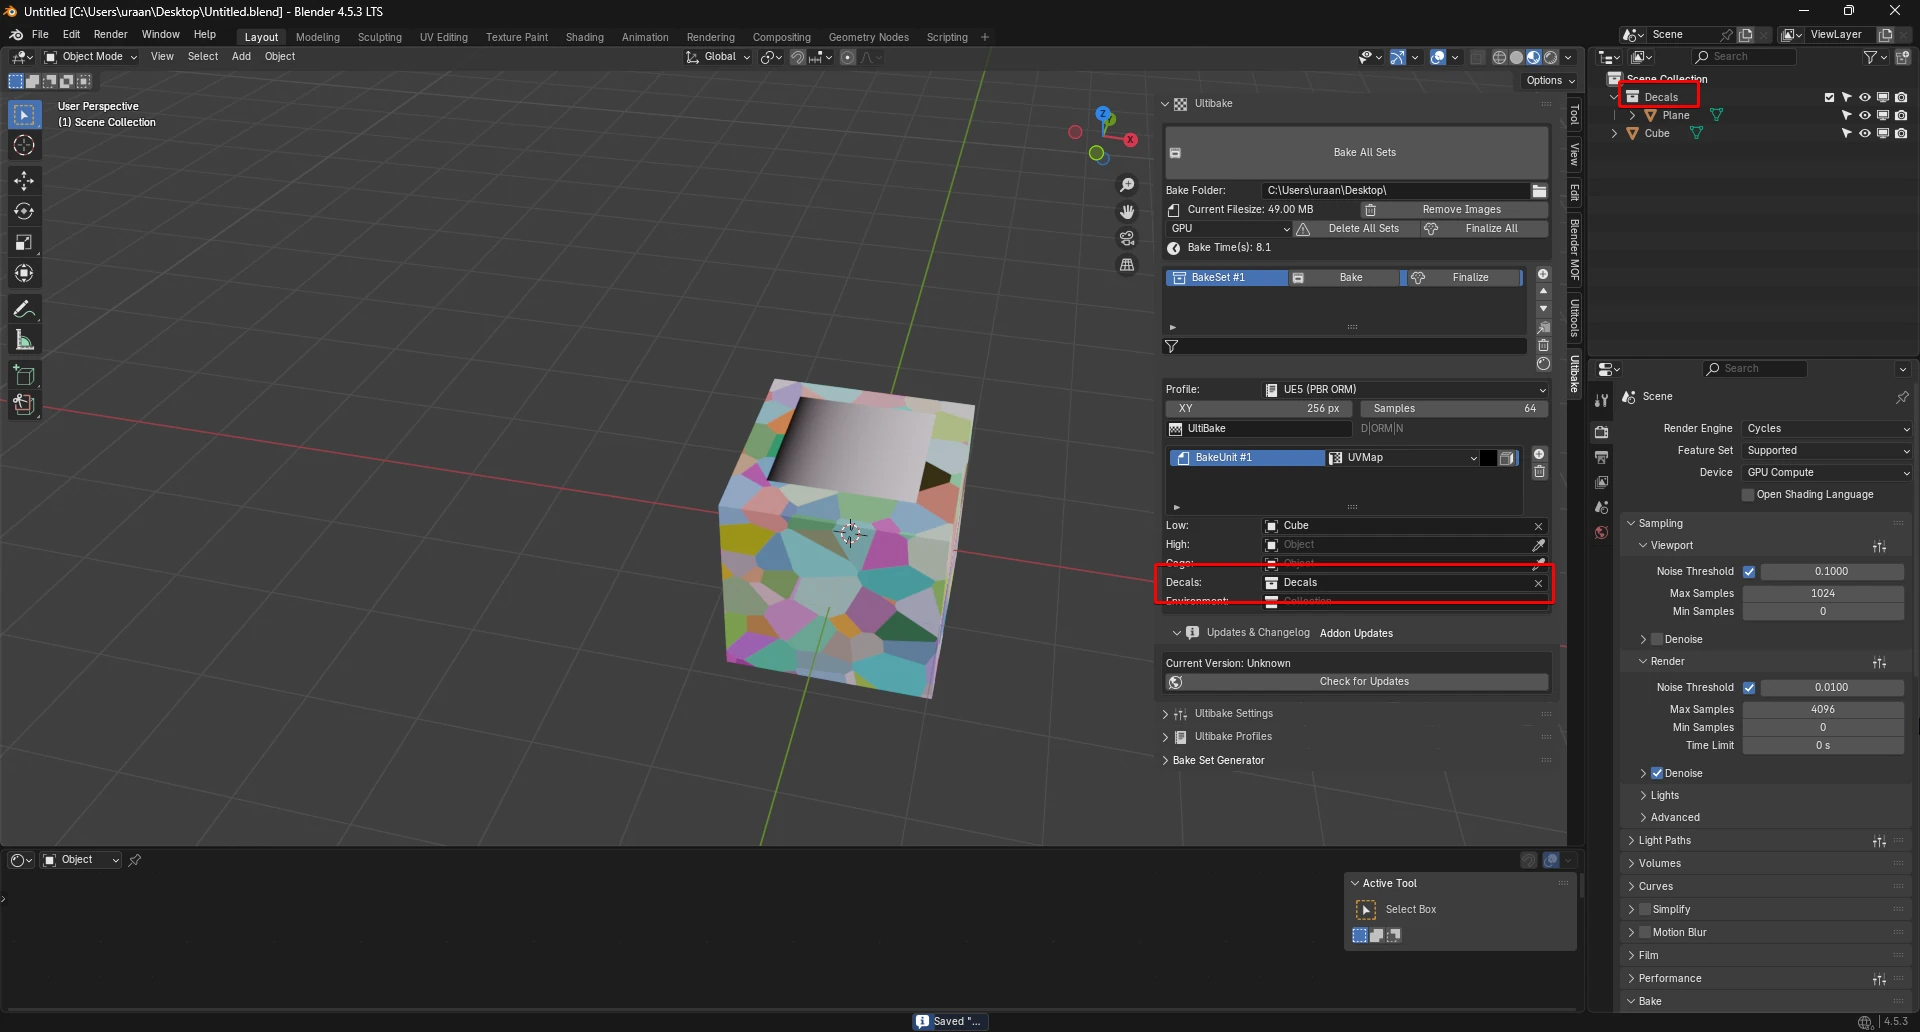 Untitled [C:\Users\uraan\Desktop\Untitled.blend] - Blender 4.5.3 LTS
File Edit Render Window Help Layout Modeling Sculpting UV Editing Texture Paint Shading Animation Rendering Compositing Geometry Nodes Scripting + Scene ViewLayer
Object Mode View Select Add Object Global Search
Options
User Perspective
(1) Scene Collection
Z
Y
X
Ultibake
Bake All Sets
Bake Folder: C:\Users\uraan\Desktop\
Current Filesize: 49.00 MB Remove Images
GPU Delete All Sets Finalize All
Bake Time(s): 8.1
BakeSet #1 Bake Finalize
Profile: UE5 (PBR ORM)
XY 256 px Samples 64
UltiBake D|ORM|N
BakeUnit #1 UVMap
Low: Cube
High: Object
Cage: Object
Decals: Decals
Environment: Collection
Updates & Changelog Addon Updates
Current Version: Unknown
Check for Updates
Ultibake Settings
Ultibake Profiles
Bake Set Generator
Tool
View
Edit
Blender MOF
Ultitools
Ultibake
Scene Collection
Decals
Plane
Cube
Search
Scene
Render Engine Cycles
Feature Set Supported
Device GPU Compute
Open Shading Language
Sampling
Viewport
Noise Threshold 0.1000
Max Samples 1024
Min Samples 0
Denoise
Render
Noise Threshold 0.0100
Max Samples 4096
Min Samples 0
Time Limit 0 s
Denoise
Lights
Advanced
Light Paths
Volumes
Curves
Simplify
Motion Blur
Film
Performance
Bake
Object
Active Tool
Select Box
Saved "...
4.5.3